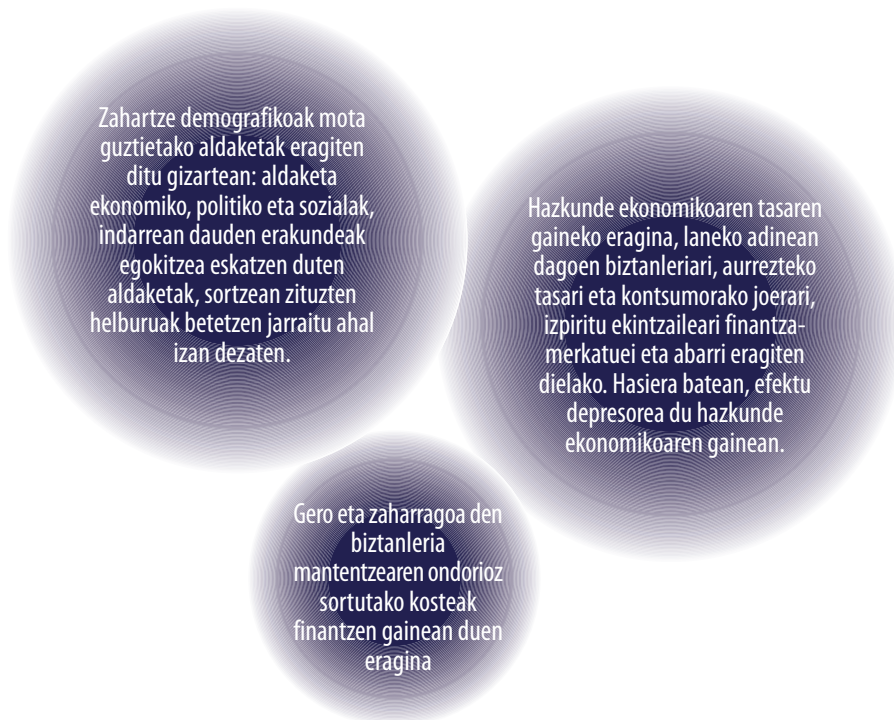 Zahartze demografikoak mota
guztietako aldaketak eragiten
ditu gizartean: aldaketa
ekonomiko, politiko eta sozialak,
indarrean dauden erakundeak
egokitzea eskatzen duten
aldaketak, sortzean zituzten
helburuak betetzen jarraitu ahal
izan dezaten.
Hazkunde ekonomikoaren tasaren
gaineko eragina, laneko adinean
dagoen biztanleriari, aurrezteko
tasari eta kontsumorako joerari,
izpiritu ekintzaileari finantza-
merkatuei eta abarri eragiten
dielako. Hasiera batean, efektu
depresorea du hazkunde
ekonomikoaren gainean.
Gero eta zaharragoa den
biztanleria
mantentzearen ondorioz
sortutako kosteak
finantzen gainean duen
eragina